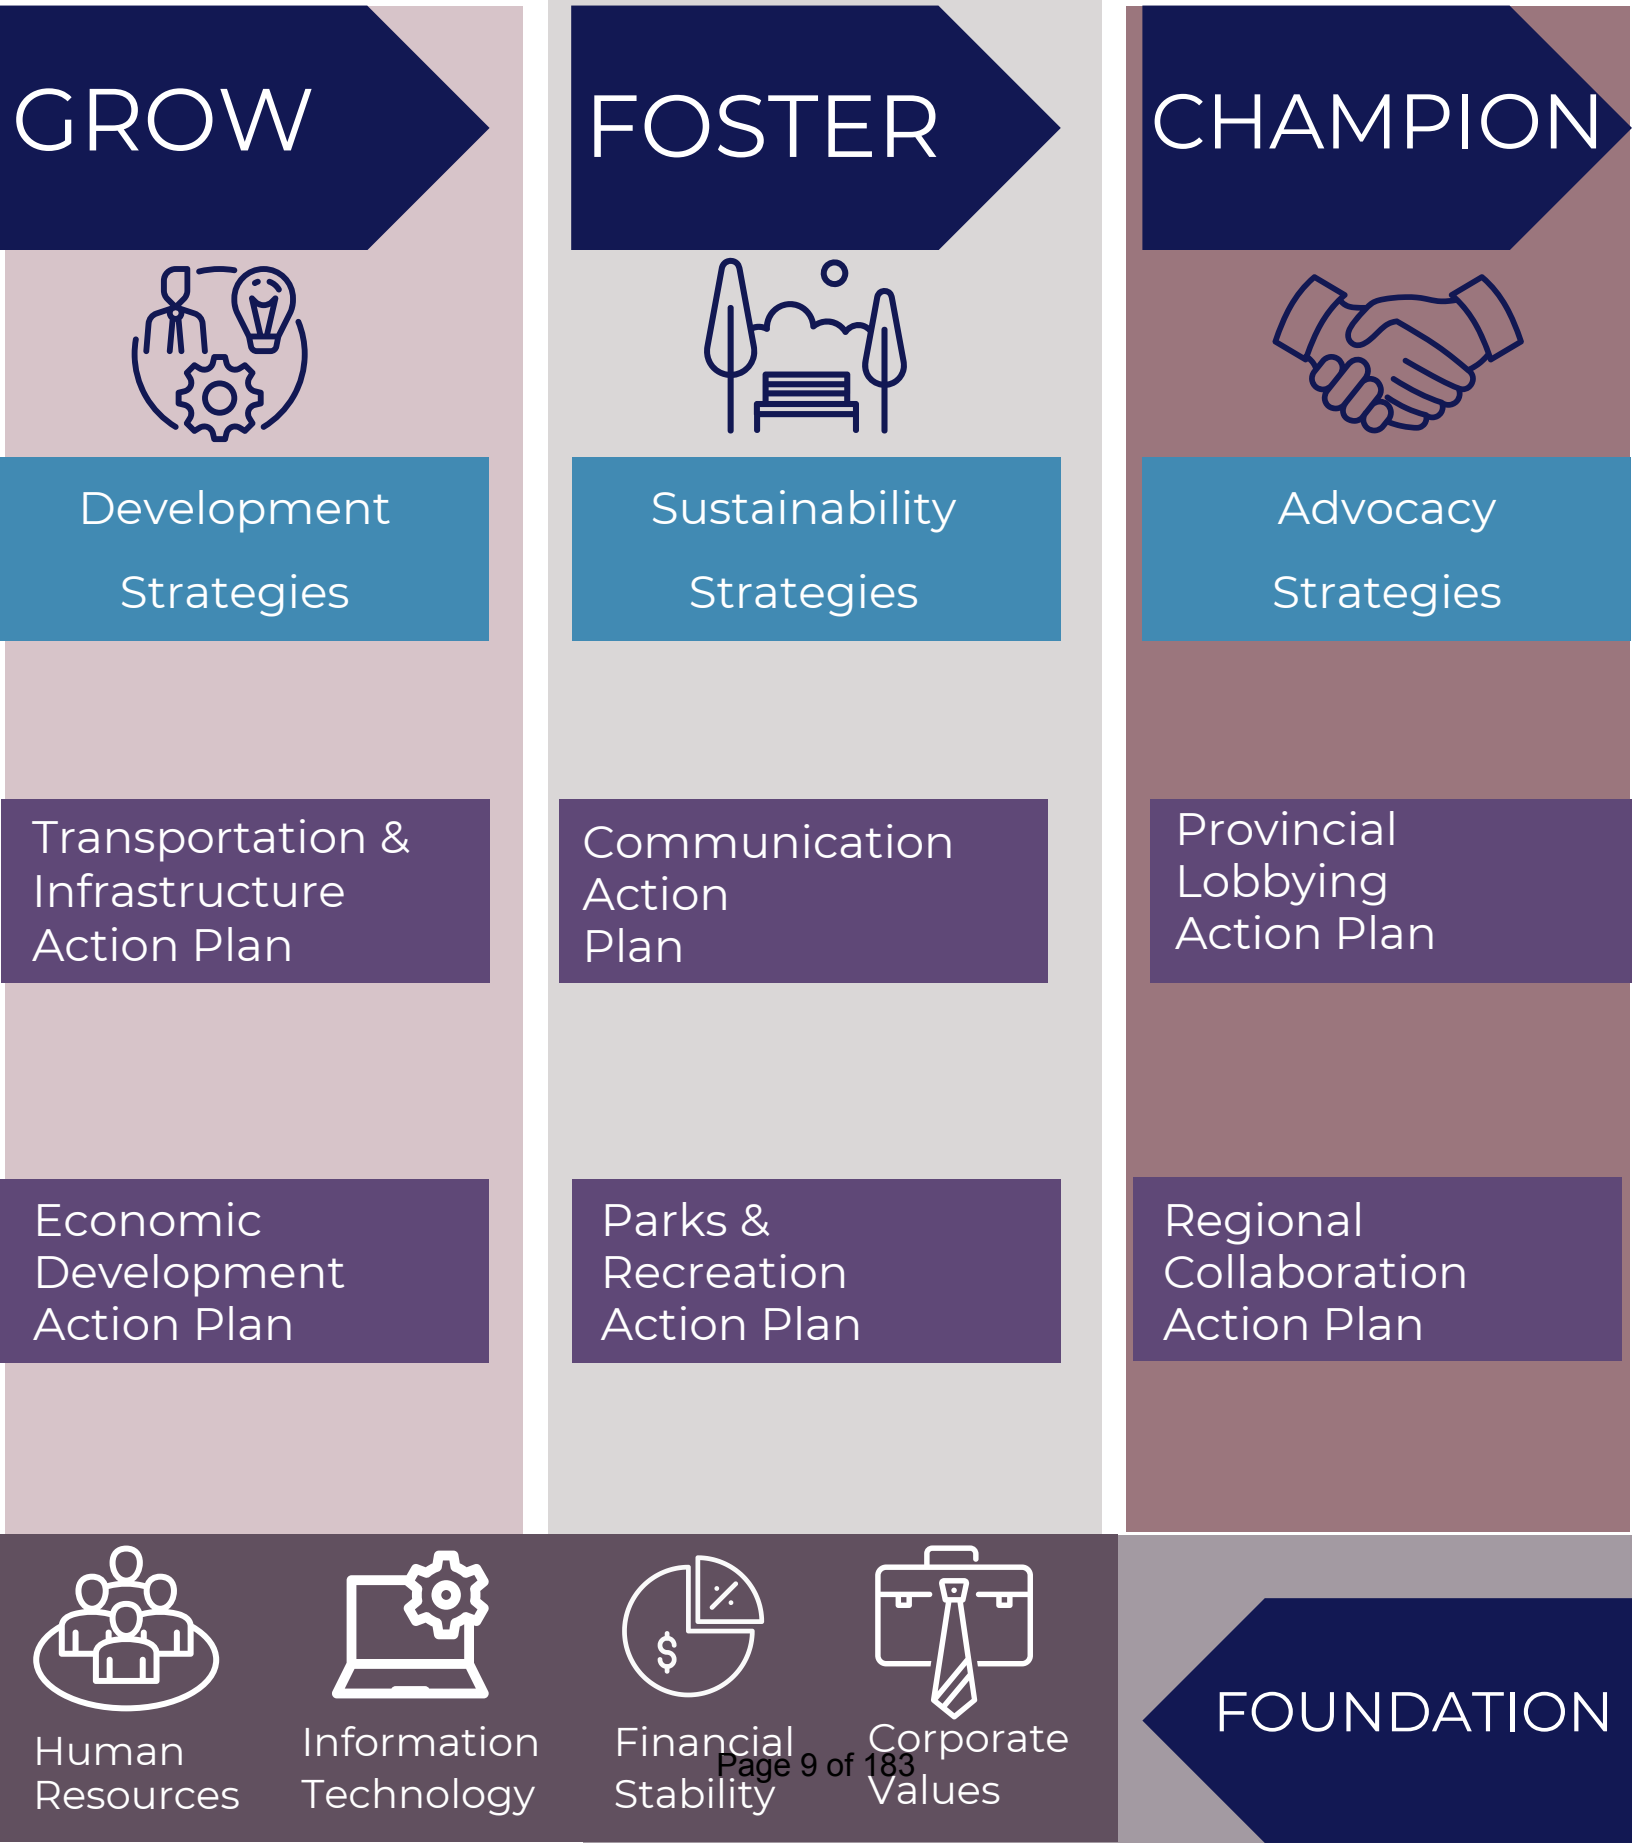 GROW
FOSTER
CHAMPION
Development
Strategies
Sustainability
Strategies
Advocacy
Strategies
Transportation &
Infrastructure
Action Plan
Communication
Action
Plan
Provincial
Lobbying
Action Plan
Economic
Development
Action Plan
Parks &
Recreation
Action Plan
Regional
Collaboration
Action Plan
Human
Resources
Information
Technology
Financial
Stability
Corporate
Values
FOUNDATION
Page 9 of 183